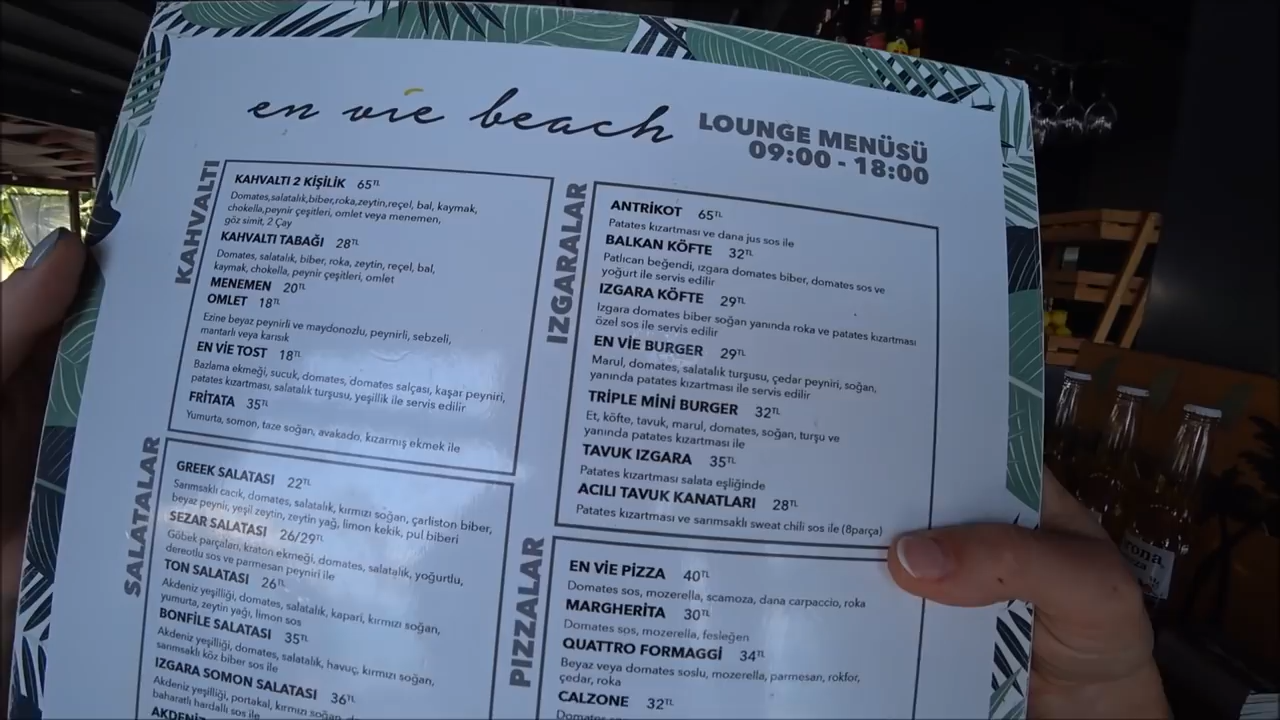 en vie beach
LOUNGE MENÜSÜ
09:00 - 18:00
KAHVALTI
KAHVALTI 2 KİŞİLİK 65TL
Domates,salatalık,biber,roka,zeytin,reçel, bal, kaymak,
chokella,peynir çeşitleri, omlet veya menemen,
göz simit, 2 Çay
KAHVALTI TABAĞI 28TL
Domates, salatalık, biber, roka, zeytin, reçel, bal,
kaymak, chokella, peynir çeşitleri, omlet
MENEMEN 20TL
OMLET 18TL
Ezine beyaz peynirli ve maydonozlu, peynirli, sebzeli,
mantarlı veya karısık
EN VIE TOST 18TL
Bazlama ekmeği, sucuk, domates, domates salçası, kaşar peyniri,
patates kızartması, salatalık turşusu, yeşillik ile servis edilir
FRİTATA 35TL
Yumurta, somon, taze soğan, avakado, kızarmış ekmek ile
SALATALAR
GREEK SALATASI 22TL
Sarımsaklı cacık, domates, salatalık, kırmızı soğan, çarliston biber,
beyaz peynir, yeşil zeytin, zeytin yağ, limon kekik, pul biberi
SEZAR SALATASI 26/29TL
Göbek parçaları, kraton ekmeği, domates, salatalık, yoğurtlu,
dereotlu sos ve parmesan peyniri ile
TON SALATASI 26TL
Akdeniz yeşilliği, domates, salatalık, kapari, kırmızı soğan,
yumurta, zeytin yağı, limon sos
BONFİLE SALATASI 35TL
Akdeniz yeşilliği, domates, salatalık, havuç, kırmızı soğan,
sarımsaklı köz biber sos ile
IZGARA SOMON SALATASI 36TL
Akdeniz yeşilliği, portakal, kırmızı soğan,
baharatlı hardallı sos ile
IZGARALAR
ANTRİKOT 65TL
Patates kızartması ve dana jus sos ile
BALKAN KÖFTE 32TL
Patlıcan beğendi, ızgara domates biber, domates sos ve
yoğurt ile servis edilir
IZGARA KÖFTE 29TL
Izgara domates biber soğan yanında roka ve patates kızartması
özel sos ile servis edilir
EN VIE BURGER 29TL
Marul, domates, salatalık turşusu, çedar peyniri, soğan,
yanında patates kızartması ile servis edilir
TRİPLE MİNİ BURGER 32TL
Et, köfte, tavuk, marul, domates, soğan, turşu ve
yanında patates kızartması ile
TAVUK IZGARA 35TL
Patates kızartması salata eşliğinde
ACILI TAVUK KANATLARI 28TL
Patates kızartması ve sarımsaklı sweat chili sos ile (8parça)
PIZZALAR
EN VIE PİZZA 40TL
Domates sos, mozerella, scamoza, dana carpaccio, roka
MARGHERİTA 30TL
Domates sos, mozerella, fesleğen
QUATTRO FORMAGGİ 34TL
Beyaz veya domates soslu, mozerella, parmesan, rokfor,
çedar, roka
CALZONE 32TL